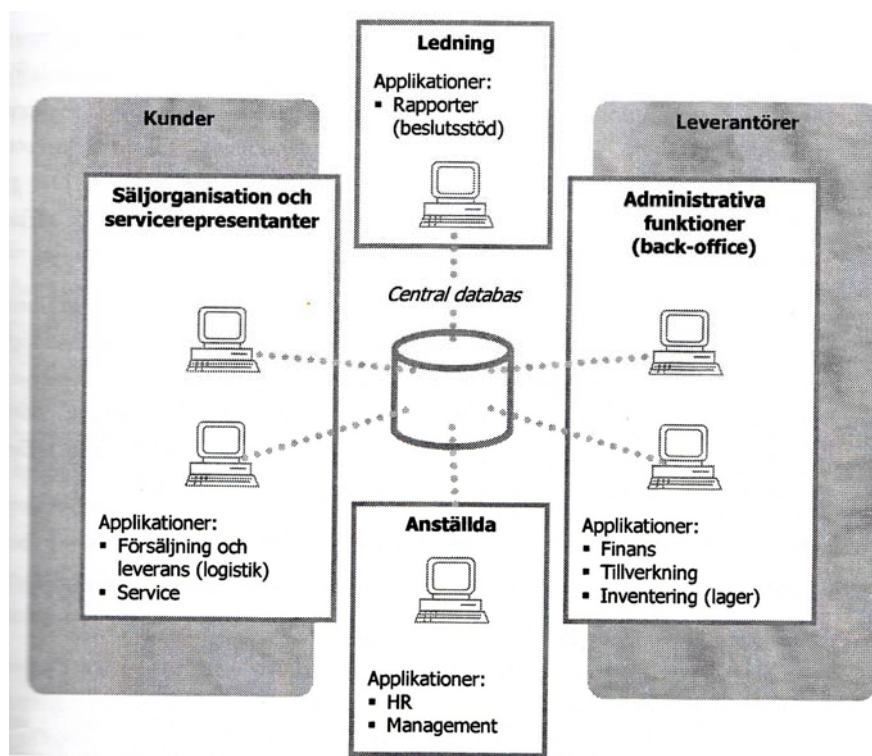 Ledning
Applikationer:
▪ Rapporter
(beslutsstöd)
Kunder
Leverantörer
Säljorganisation och
servicerepresentanter
Administrativa
funktioner
(back-office)
Central databas
Applikationer:
▪ Försäljning och
leverans (logistik)
▪ Service
Anställda
Applikationer:
▪ HR
▪ Management
Applikationer:
▪ Finans
▪ Tillverkning
▪ Inventering (lager)